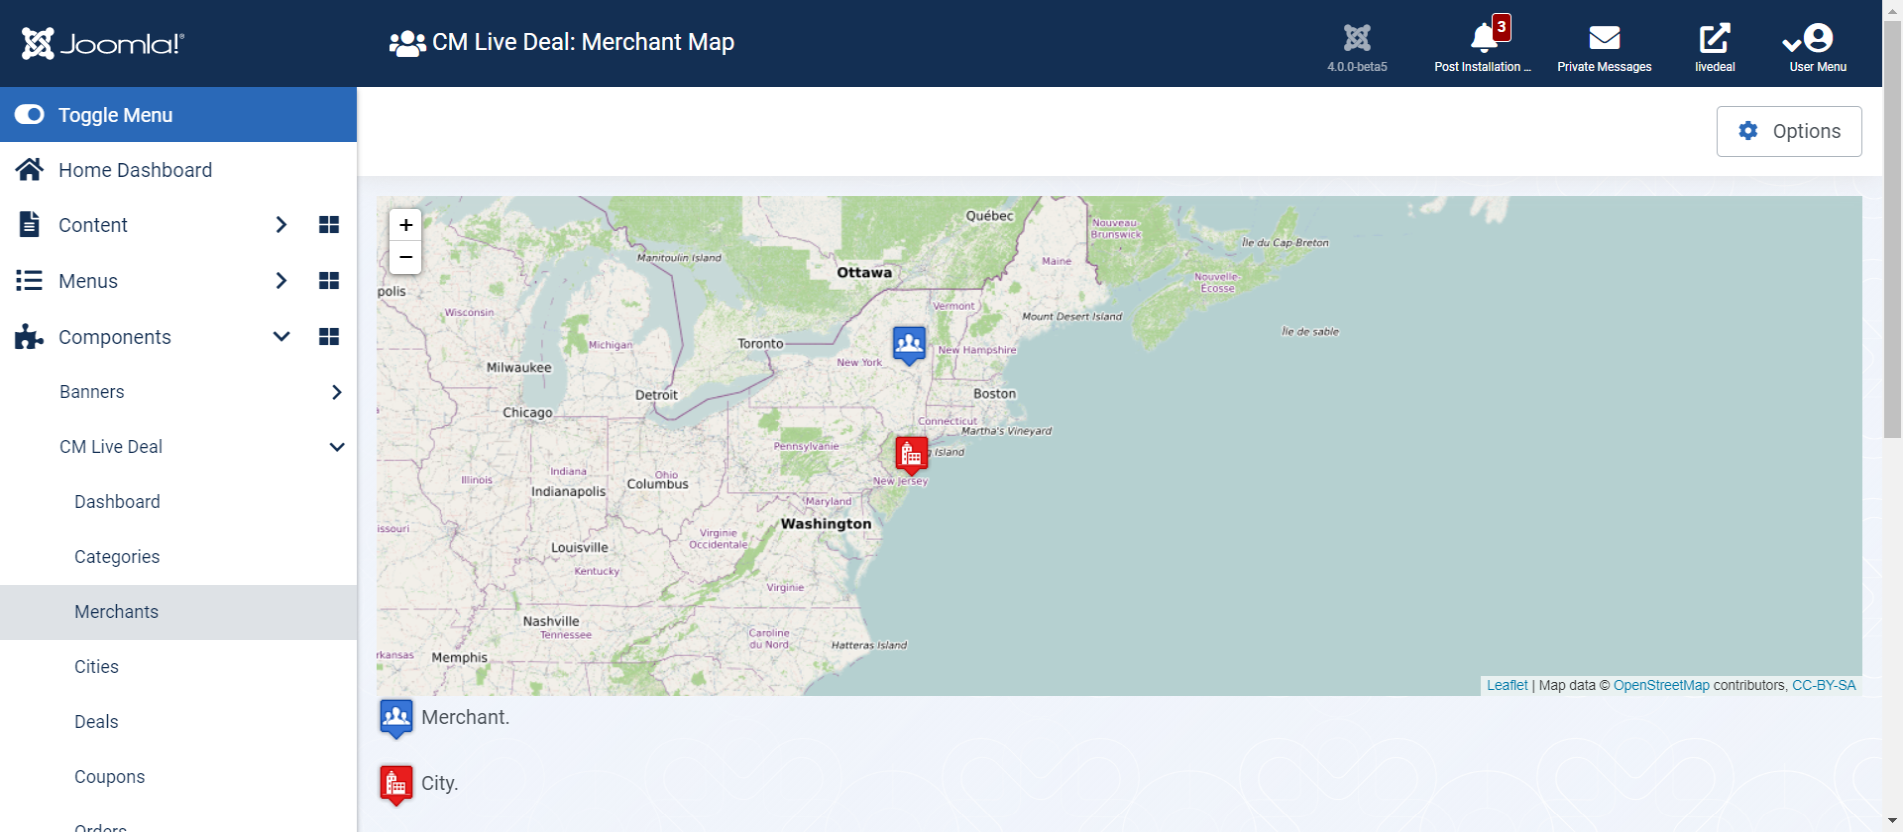 Joomla!®
CM Live Deal: Merchant Map
4.0.0-beta5
3
Post Installation ...
Private Messages
livedeal
User Menu
Toggle Menu
Options
Home Dashboard
Content
Menus
Components
Banners
CM Live Deal
Dashboard
Categories
Merchants
Cities
Deals
Coupons
Orders
+
−
Québec
Nouveau-
Brunswick
Île du Cap-Breton
Manitoulin Island
Ottawa
Maine
Nouvelle-
Écosse
polis
Wisconsin
Vermont
Mount Desert Island
Île de sable
Michigan
Toronto
New York
New Hampshire
Milwaukee
Detroit
Boston
Chicago
Connecticut
Martha's Vineyard
Pennsylvanie
g Island
Illinois
Indiana
Ohio
Indianapolis
Columbus
New Jersey
Maryland
issouri
Washington
Virginie
Occidentale
Louisville
Kentucky
Virginie
Nashville
Tennessee
Caroline
du Nord
Hatteras Island
rkansas
Memphis
Leaflet | Map data © OpenStreetMap contributors, CC-BY-SA
Merchant.
City.